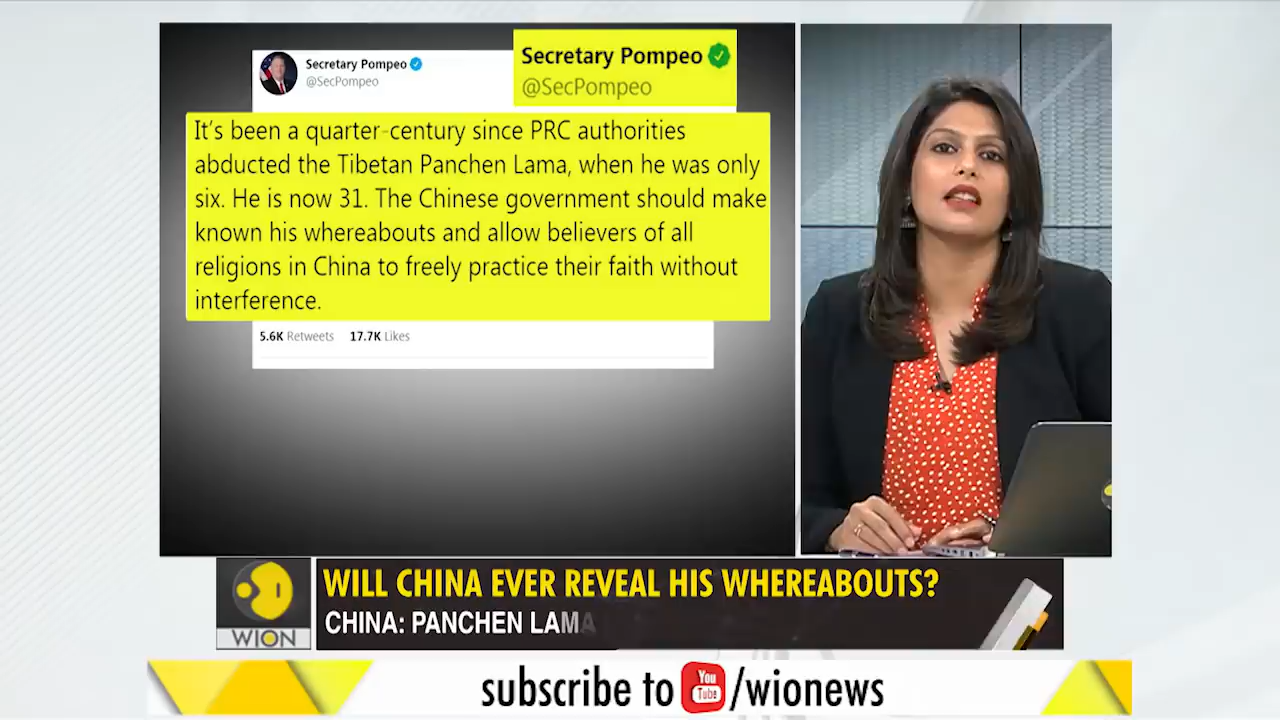 Secretary Pompeo
@SecPompeo
Secretary Pompeo
@SecPompeo
It's been a quarter-century since PRC authorities
abducted the Tibetan Panchen Lama, when he was only
six. He is now 31. The Chinese government should make
known his whereabouts and allow believers of all
religions in China to freely practice their faith without
interference.
5.6K Retweets 17.7K Likes
WILL CHINA EVER REVEAL HIS WHEREABOUTS?
CHINA: PANCHEN LAMA
WION
subscribe to You Tube /wionews